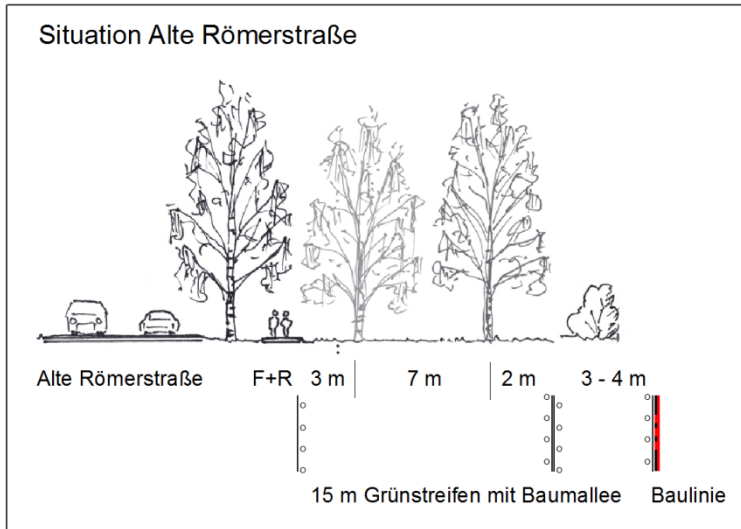 Situation Alte Römerstraße
Alte Römerstraße F+R 3 m 7 m 2 m 3 - 4 m
15 m Grünstreifen mit Baumallee Baulinie